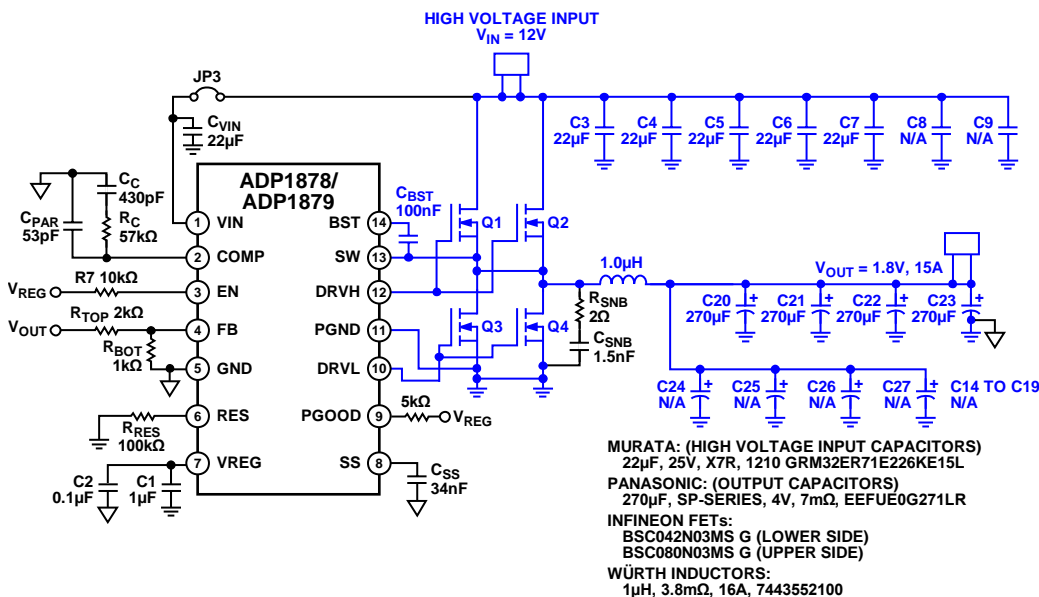 HIGH VOLTAGE INPUT
VIN = 12V
JP3
CVIN
22µF
C3
22µF
C4
22µF
C5
22µF
C6
22µF
C7
22µF
C8
N/A
C9
N/A
ADP1878/
ADP1879
CC
430pF
CPAR
53pF
RC
57kΩ
CBST
100nF
1 VIN
BST 14
Q1
Q2
2 COMP
SW 13
1.0µH
VOUT = 1.8V, 15A
VREG
R7 10kΩ
3 EN
DRVH 12
VOUT
RTOP 2kΩ
4 FB
PGND 11
Q3
Q4
RSNB
2Ω
CSNB
1.5nF
C20
270µF
C21
270µF
C22
270µF
C23
270µF
RBOT
1kΩ
5 GND
DRVL 10
C24
N/A
C25
N/A
C26
N/A
C27
N/A
C14 TO C19
N/A
6 RES
RRES
100kΩ
PGOOD 9
5kΩ
VREG
7 VREG
SS 8
CSS
34nF
C2
0.1µF
C1
1µF
MURATA: (HIGH VOLTAGE INPUT CAPACITORS)
22µF, 25V, X7R, 1210 GRM32ER71E226KE15L
PANASONIC: (OUTPUT CAPACITORS)
270µF, SP-SERIES, 4V, 7mΩ, EEFUE0G271LR
INFINEON FETs:
BSC042N03MS G (LOWER SIDE)
BSC080N03MS G (UPPER SIDE)
WÜRTH INDUCTORS:
1µH, 3.8mΩ, 16A, 7443552100